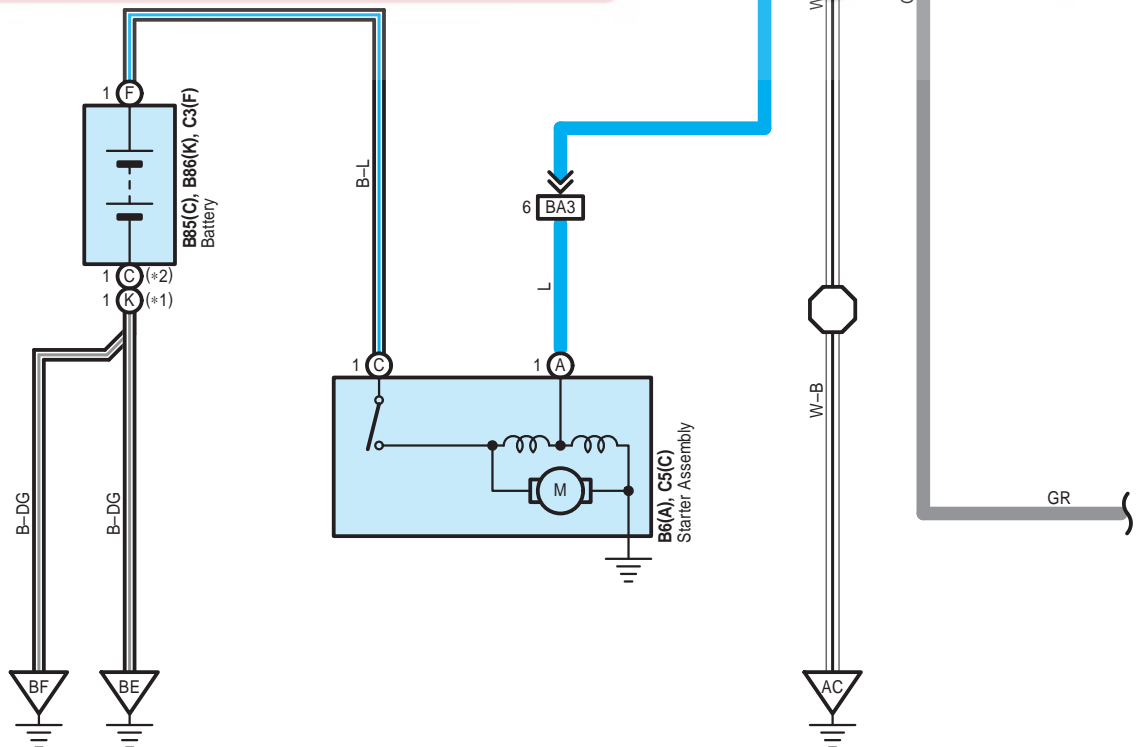 1 F
B85(C), B86(K), C3(F)
Battery
1 C (*2)
1 K (*1)
B–L
6 BA3
L
1 C
1 A
M
B6(A), C5(C)
Starter Assembly
B–DG
B–DG
W–B
GR
BF
BE
AC